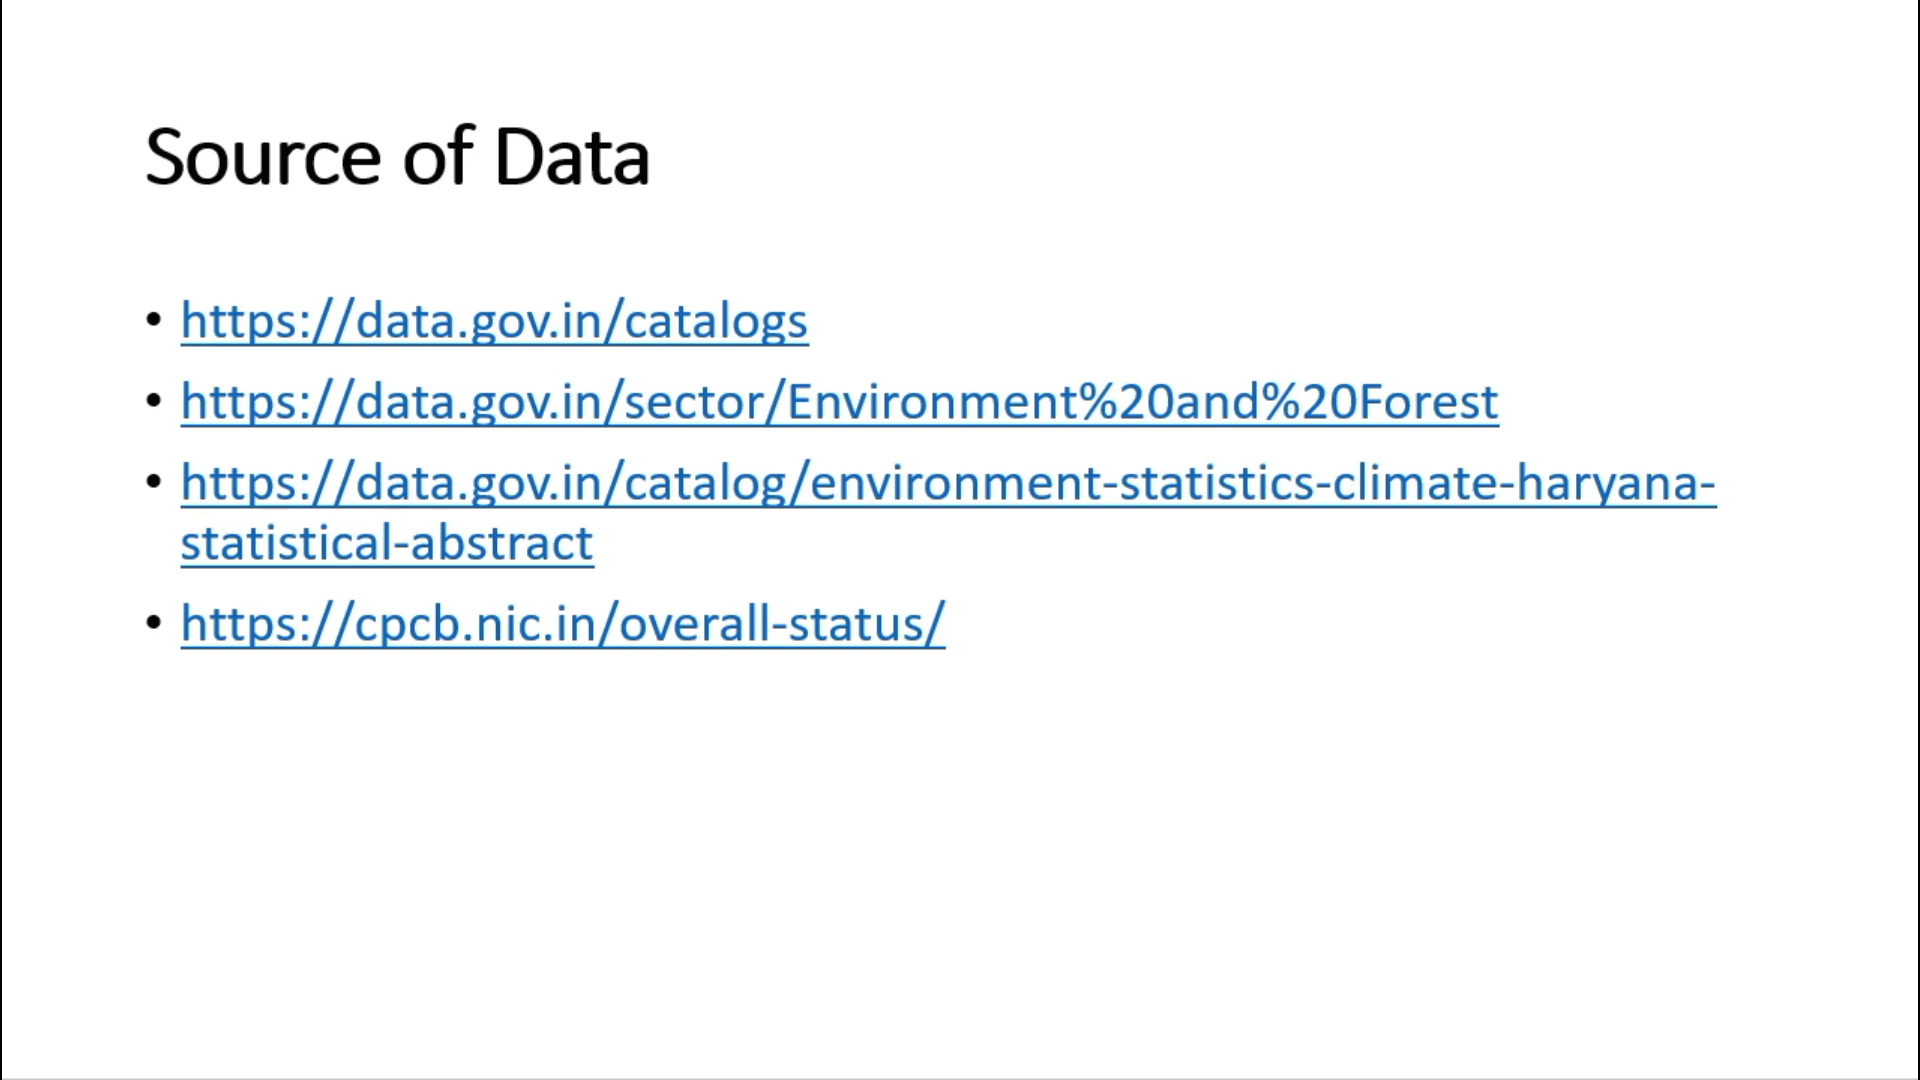 Source of Data
• https://data.gov.in/catalogs
• https://data.gov.in/sector/Environment%20and%20Forest
• https://data.gov.in/catalog/environment-statistics-climate-haryana-
statistical-abstract
• https://cpcb.nic.in/overall-status/